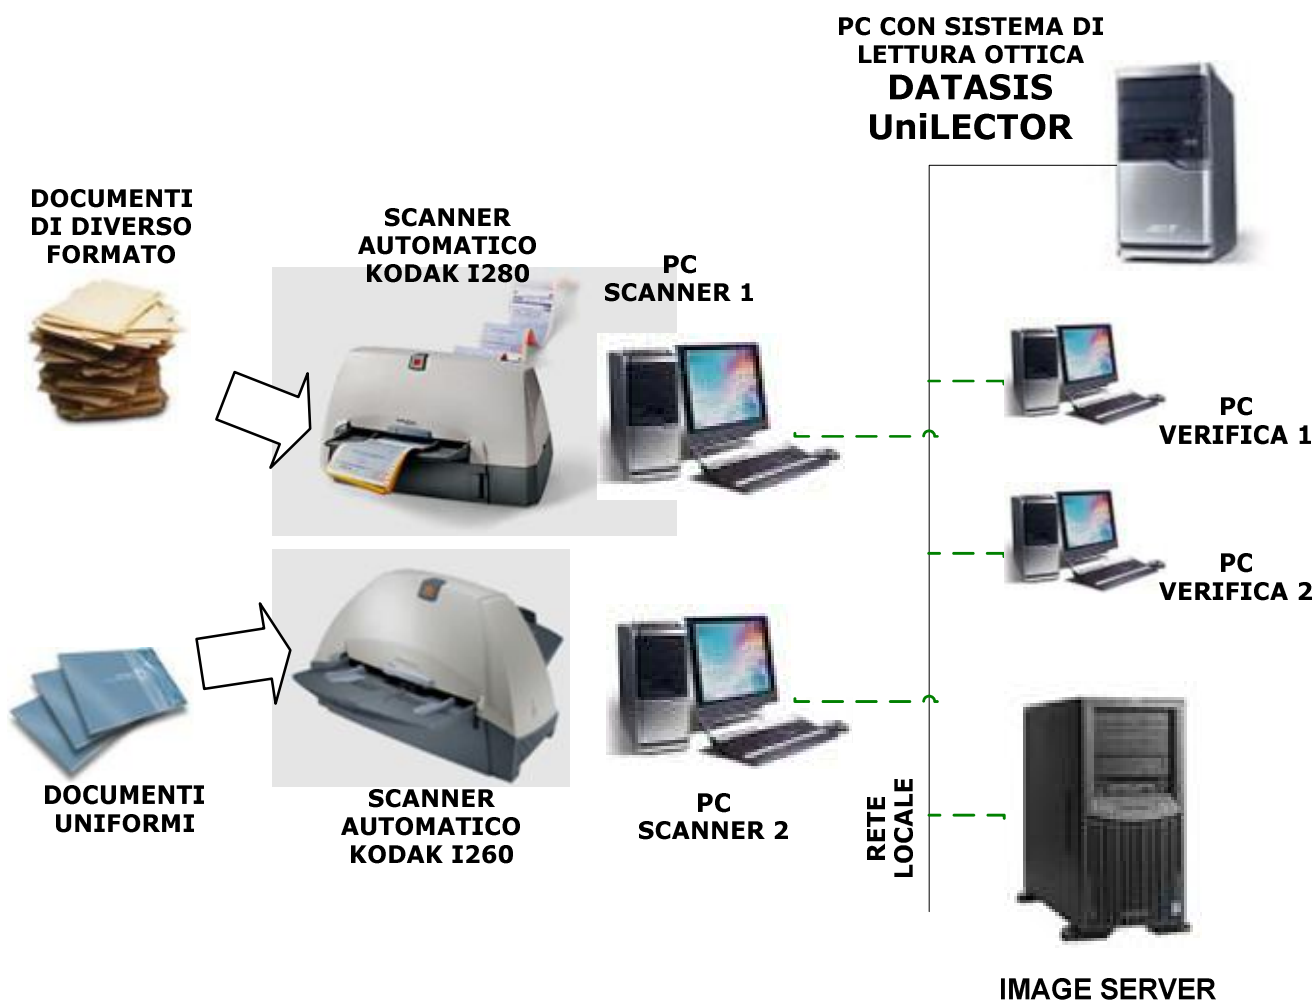 PC CON SISTEMA DI
LETTURA OTTICA
DATASIS
UniLECTOR
DOCUMENTI
DI DIVERSO
FORMATO
SCANNER
AUTOMATICO
KODAK I280
PC
SCANNER 1
PC
VERIFICA 1
PC
VERIFICA 2
DOCUMENTI
UNIFORMI
SCANNER
AUTOMATICO
KODAK I260
PC
SCANNER 2
RETE
LOCALE
IMAGE SERVER